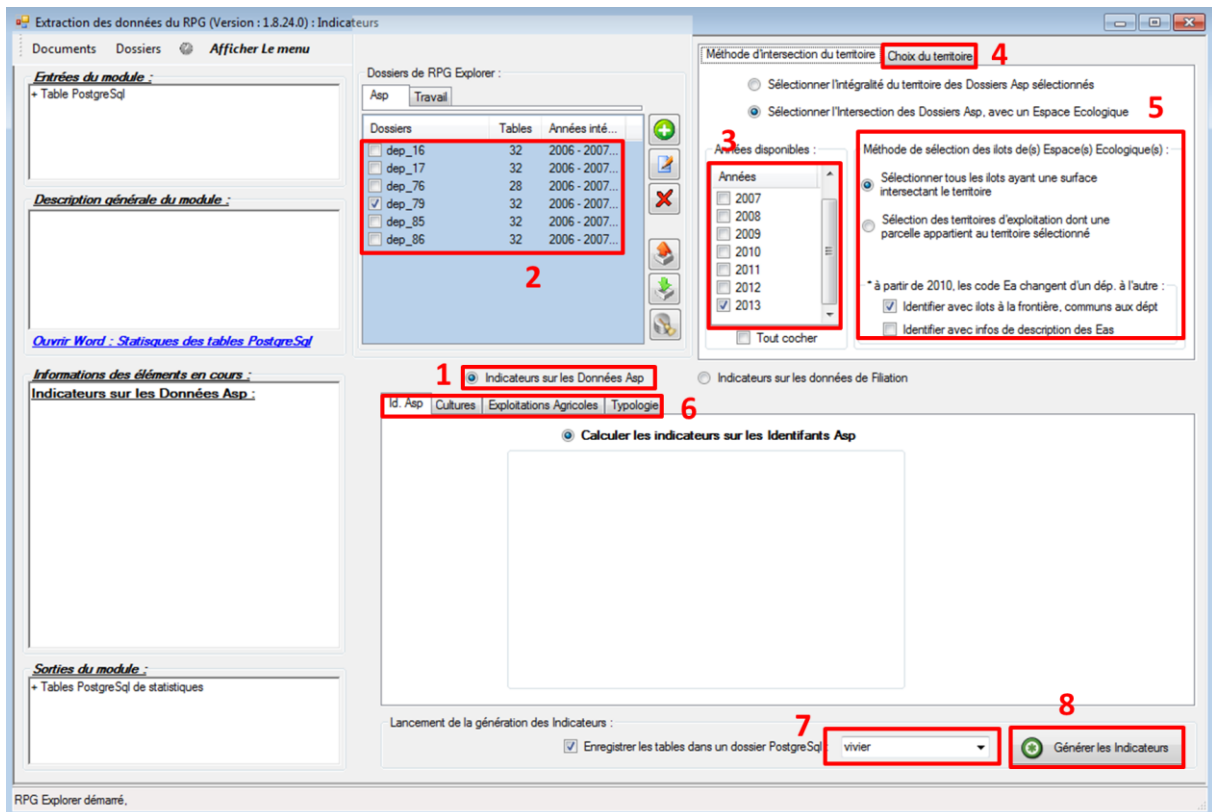 Extraction des données du RPG (Version : 1.8.24.0) : Indicateurs
Documents Dossiers Afficher Le menu
Entrées du module :
+ Table PostgreSql
Description générale du module :
Ouvrir Word : Statisques des tables PostgreSql
Informations des éléments en cours :
Indicateurs sur les Données Asp :
Sorties du module :
+ Tables PostgreSql de statistiques
Dossiers de RPG Explorer :
Asp Travail
Dossiers Tables Années inté...
dep_16 32 2006 - 2007...
dep_17 32 2006 - 2007...
dep_76 28 2006 - 2007...
dep_79 32 2006 - 2007...
dep_85 32 2006 - 2007...
dep_86 32 2006 - 2007...
2
Méthode d'intersection du territoire Choix du territoire 4
Sélectionner l'intégralité du territoire des Dossiers Asp sélectionnés
Sélectionner l'Intersection des Dossiers Asp, avec un Espace Ecologique 5
3
Années disponibles :
Années
2007
2008
2009
2010
2011
2012
2013
Tout cocher
Méthode de sélection des ilots de(s) Espace(s) Ecologique(s) :
Sélectionner tous les ilots ayant une surface
intersectant le territoire
Sélection des territoires d'exploitation dont une
parcelle appartient au territoire sélectionné
* à partir de 2010, les code Ea changent d'un dép. à l'autre :
Identifier avec ilots à la frontière, communs aux dépt
Identifier avec infos de description des Eas
1 Indicateurs sur les Données Asp Indicateurs sur les données de Filiation
Id. Asp Cultures Exploitations Agricoles Typologie 6
Calculer les indicateurs sur les Identifants Asp
Lancement de la génération des Indicateurs :
7
8
Enregistrer les tables dans un dossier PostgreSql : vivier
Générer les Indicateurs
RPG Explorer démarré,